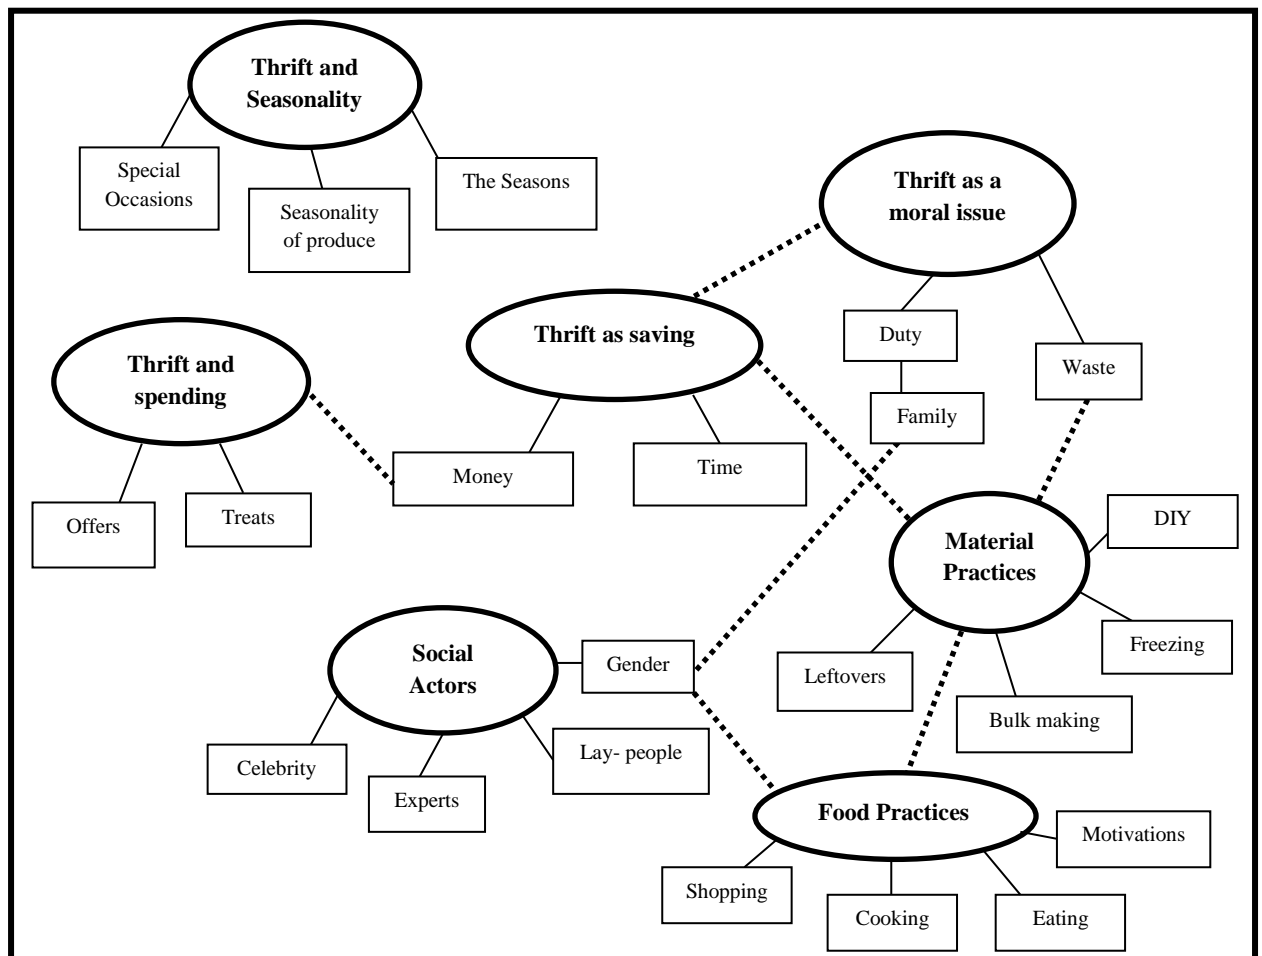 Thrift and
Seasonality
Special
Occasions
Seasonality
of produce
The Seasons
Thrift as a
moral issue
Thrift as saving
Duty
Waste
Family
Thrift and
spending
Money
Time
Offers
Treats
Material
Practices
DIY
Freezing
Leftovers
Bulk making
Social
Actors
Gender
Celebrity
Experts
Lay- people
Food Practices
Motivations
Shopping
Cooking
Eating